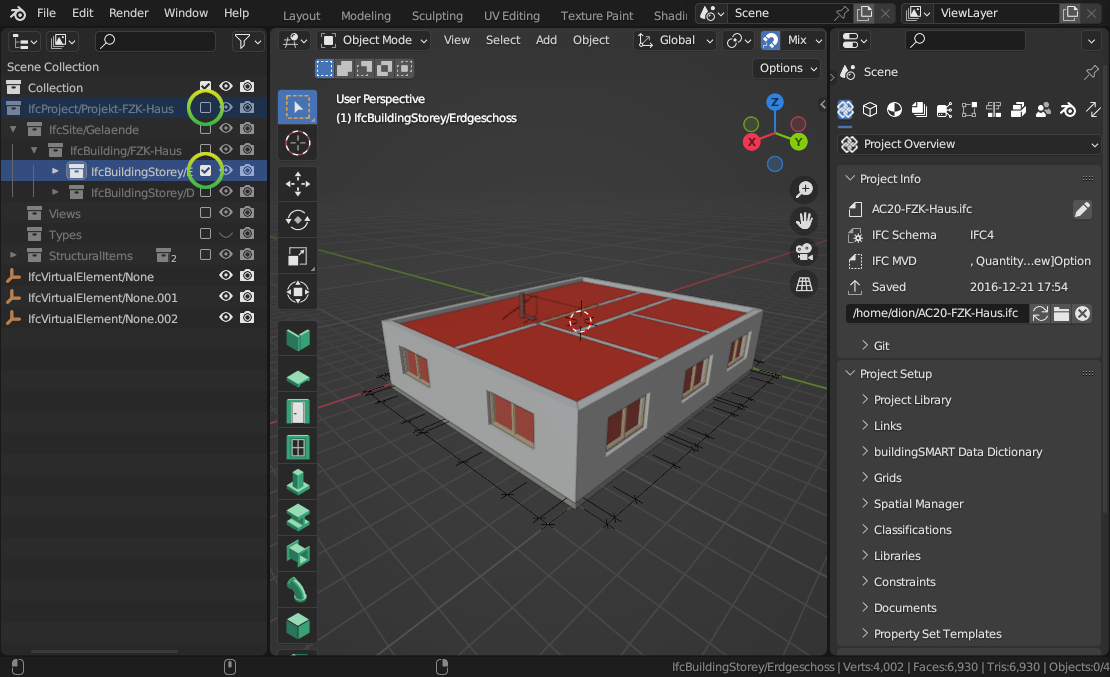 File Edit Render Window Help
Layout Modeling Sculpting UV Editing Texture Paint Shadi
Scene
ViewLayer
Object Mode View Select Add Object Global Mix
Options
Scene Collection
Collection
IfcProject/Projekt-FZK-Haus
IfcSite/Gelaende
IfcBuilding/FZK-Haus
IfcBuildingStorey/E
IfcBuildingStorey/D
Views
Types
StructuralItems 2
IfcVirtualElement/None
IfcVirtualElement/None.001
IfcVirtualElement/None.002
User Perspective
(1) IfcBuildingStorey/Erdgeschoss
Z
X
Y
Scene
Project Overview
Project Info
AC20-FZK-Haus.ifc
IFC Schema IFC4
IFC MVD , Quantity...ew]Option
Saved 2016-12-21 17:54
/home/dion/AC20-FZK-Haus.ifc
Git
Project Setup
Project Library
Links
buildingSMART Data Dictionary
Grids
Spatial Manager
Classifications
Libraries
Constraints
Documents
Property Set Templates
IfcBuildingStorey/Erdgeschoss | Verts:4,002 | Faces:6,930 | Tris:6,930 | Objects:0/4